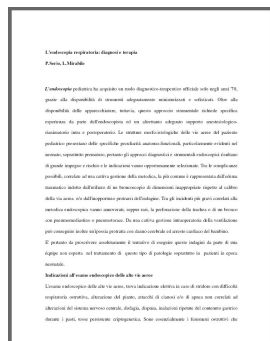 L'endoscopia respiratoria: diagnosi e terapia
P.Serio, L.Mirabile
L'endoscopia pediatrica ha acquisito un ruolo diagnostico-terapeutico ufficiale solo negli anni '70,
grazie alla disponibilità di strumenti adeguatamente miniaturizzati e sofisticati. Oltre alla
disponibilità delle apparecchiature, tuttavia, questo approccio strumentale richiede specifica
esperienza da parte dell'endoscopista ed un altrettanto adeguato supporto anestesiologico-
rianimatorio intra e postoperatorio. Le strutture morfo-istologiche delle vie aeree del paziente
pediatrico presentano delle specifiche peculiarità anatomo-funzionali, particolarmente evidenti nel
neonato, soprattutto prematuro, pertanto gli approcci diagnostici e strumentali endoscopici risultano
di grande impegno e rischio e le indicazioni vanno opportunamente selezionate. Tra le complicanze
possibili, correlate ad una cattiva gestione della metodica, la più comune è rappresentata dall'edema
traumatico indotto dall'utilizzo di un broncoscopio di dimensioni inappropriate rispetto al calibro
della via aerea e/o dall'inopportuno protrarsi dell'indagine. Tra gli incidenti più gravi correlati alla
metodica endoscopica vanno annoverati, seppur rari, la perforazione della trachea o di un bronco
con pneumomediastino e pneumotorace. Da una cattiva gestione intraoperatoria della ventilazione
può conseguire inoltre un'ipossia protratta con danno cerebrale ed arresto cardiaco del bambino.
E' pertanto da proscrivere assolutamente il tentativo di eseguire queste indagini da parte di una
équipe non esperta nel trattamento di questo tipo di patologie soprattutto in pazienti in epoca
neonatale.
Indicazioni all'esame endoscopico delle alte vie aeree
L'esame endoscopico delle alte vie aeree, trova indicazione elettiva in caso di stridore con difficoltà
respiratoria ostruttiva, alterazione del pianto, attacchi di cianosi e/o di apnea non correlati ad
alterazioni del sistema nervoso centrale, disfagia, dispnea, inalazioni ripetute del contenuto gastrico
durante i pasti, tosse persistente criptogenetica. Sono essenzialmente i fenomeni ostruttivi che